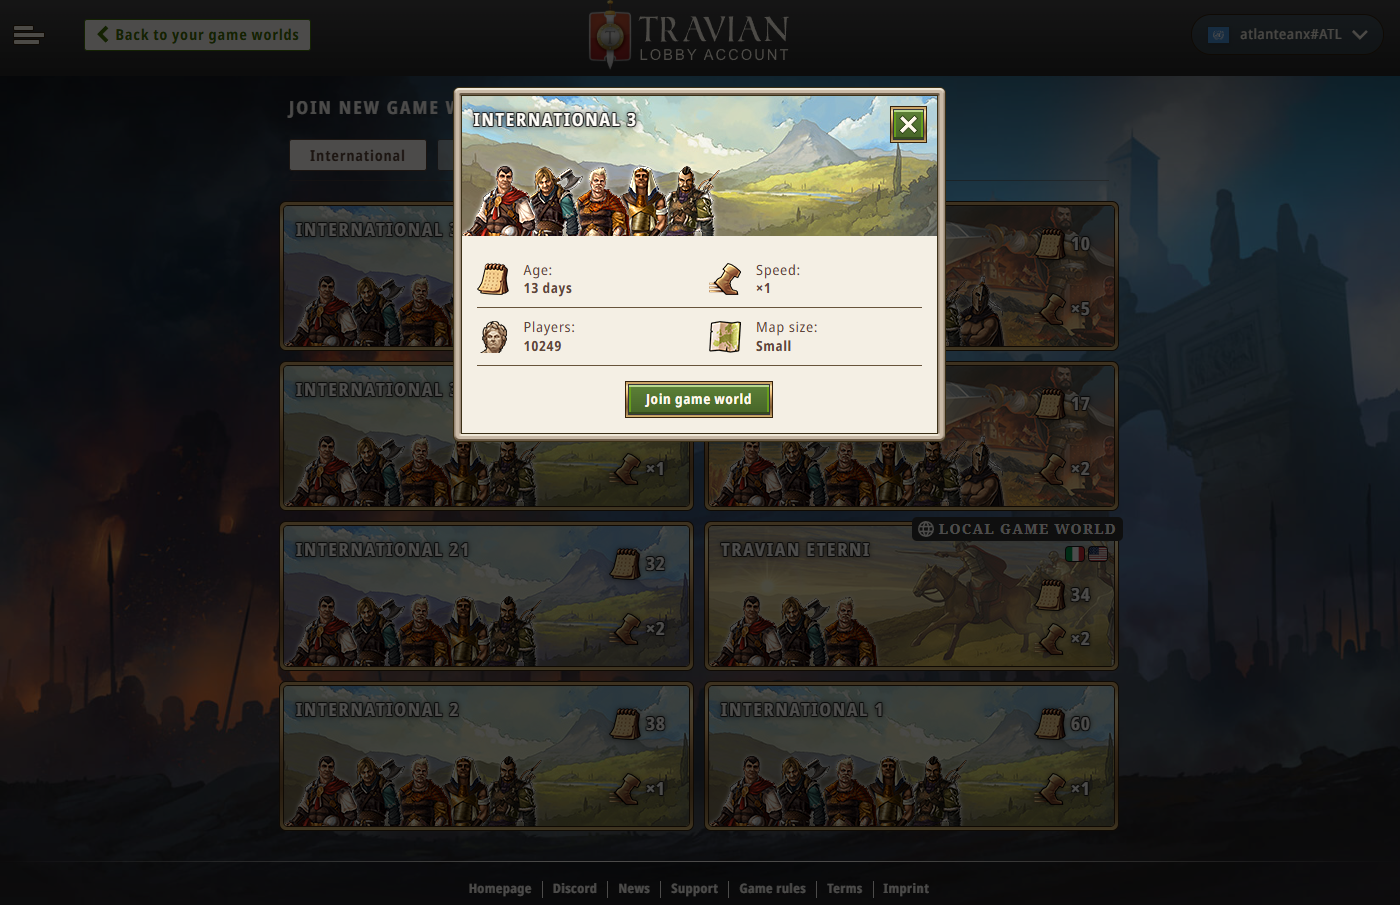 Back to your game worlds
TRAVIAN
LOBBY ACCOUNT
atlanteanx#ATL
JOIN NEW GAME
International
INTERNATIONAL 3
Age:
13 days
Speed:
×1
Players:
10249
Map size:
Small
Join game world
INTERNATIONAL
10
×5
INTERNATIONAL
×1
17
×2
INTERNATIONAL 21
32
×2
LOCAL GAME WORLD
TRAVIAN ETERNI
34
×2
INTERNATIONAL 2
38
×1
INTERNATIONAL 1
60
×1
Homepage
Discord
News
Support
Game rules
Terms
Imprint